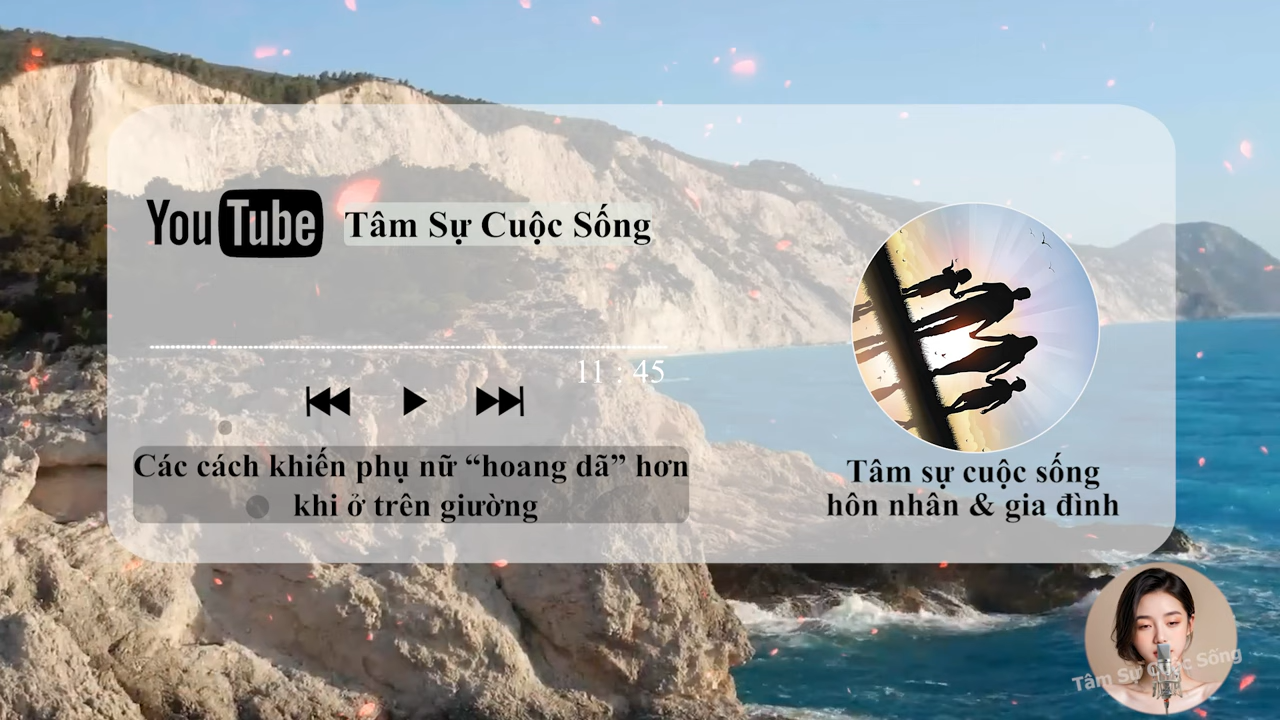 YouTube
Tâm Sự Cuộc Sống
11 : 45
Các cách khiến phụ nữ “hoang dã” hơn
khi ở trên giường
Tâm sự cuộc sống
hôn nhân & gia đình
Tâm Sự Cuộc Sống